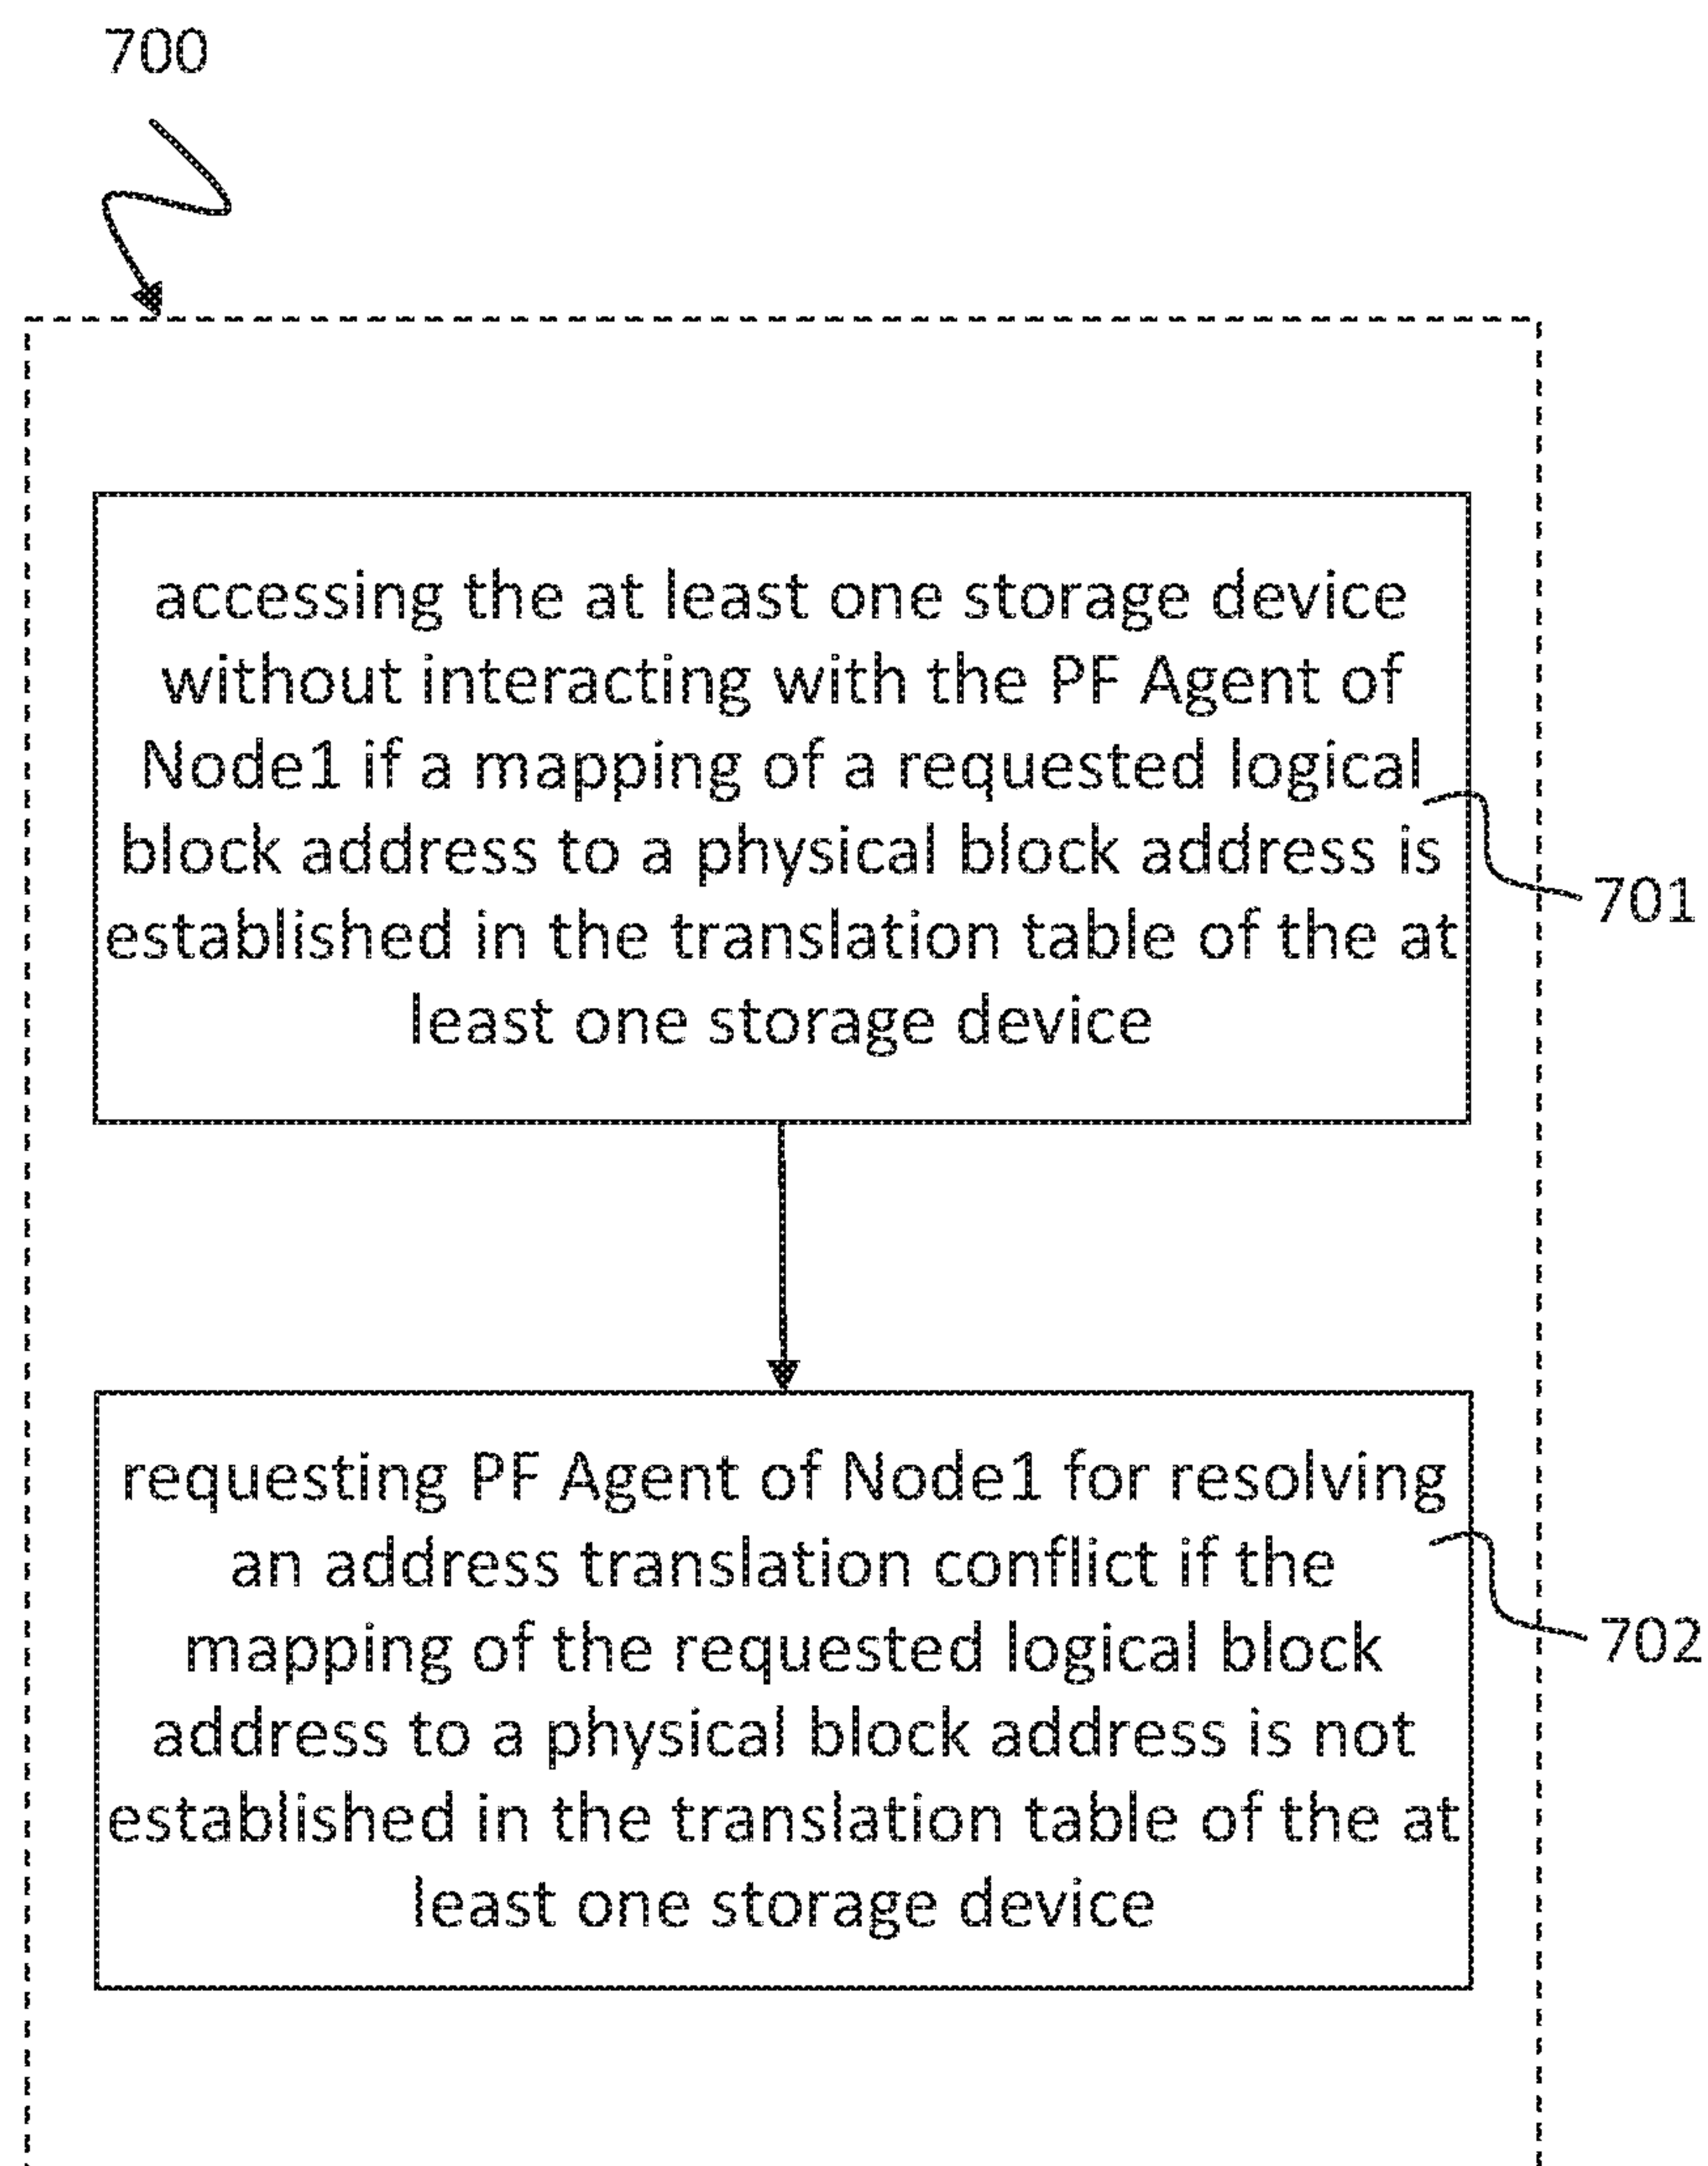 700
accessing the at least one storage device
without interacting with the PF Agent of
Node1 if a mapping of a requested logical
block address to a physical block address is
established in the translation table of the at
least one storage device
701
requesting PF Agent of Node1 for resolving
an address translation conflict if the
mapping of the requested logical block
address to a physical block address is not
established in the translation table of the at
least one storage device
702